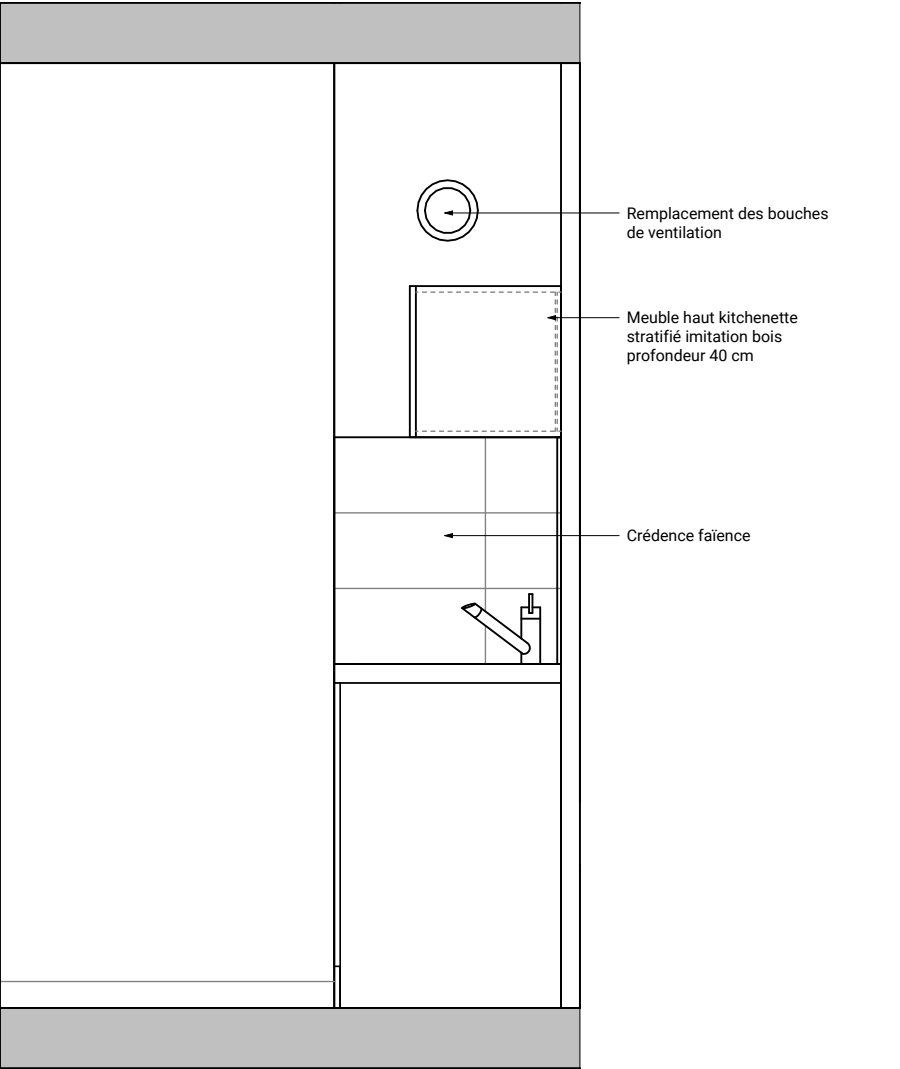 Remplacement des bouches
de ventilation
Meuble haut kitchenette
stratifié imitation bois
profondeur 40 cm
Crédence faïence